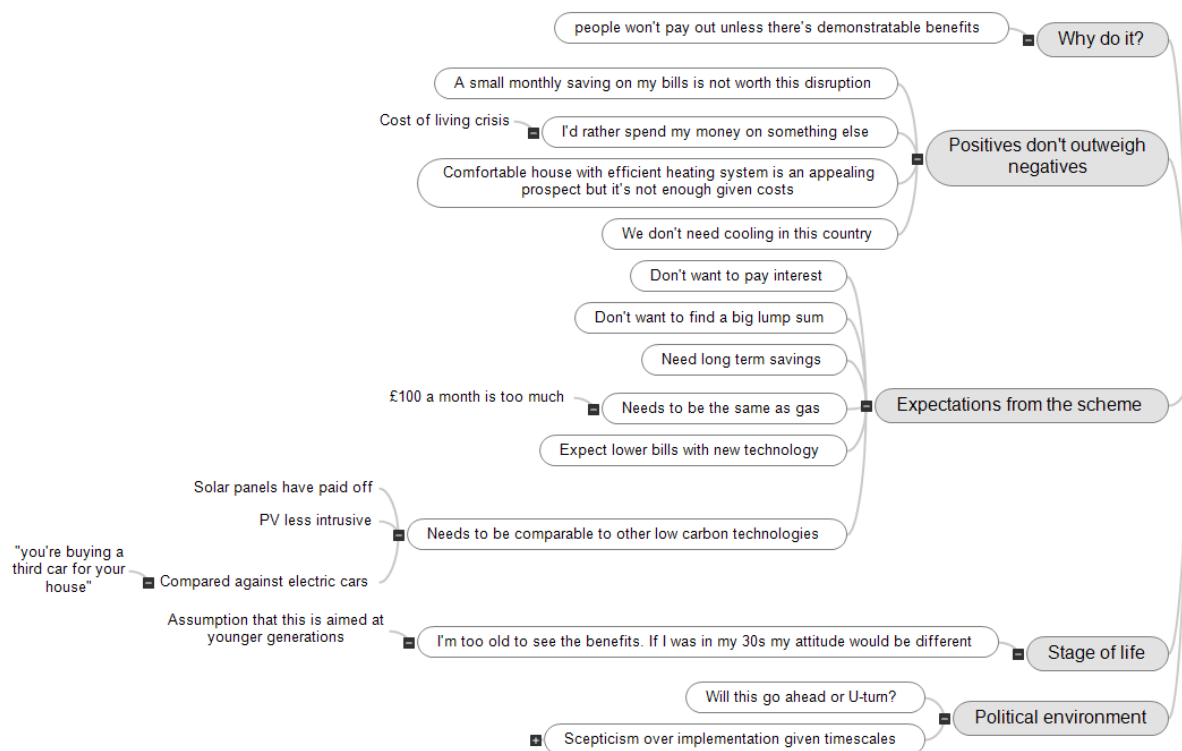 people won't pay out unless there's demonstratable benefits
Why do it?
A small monthly saving on my bills is not worth this disruption
Cost of living crisis
I'd rather spend my money on something else
Positives don't outweigh
negatives
Comfortable house with efficient heating system is an appealing
prospect but it's not enough given costs
We don't need cooling in this country
Don't want to pay interest
Don't want to find a big lump sum
Need long term savings
£100 a month is too much
Needs to be the same as gas
Expectations from the scheme
Expect lower bills with new technology
Solar panels have paid off
PV less intrusive
Needs to be comparable to other low carbon technologies
"you're buying a
third car for your
house"
Compared against electric cars
Assumption that this is aimed at
younger generations
I'm too old to see the benefits. If I was in my 30s my attitude would be different
Stage of life
Will this go ahead or U-turn?
Political environment
Scepticism over implementation given timescales